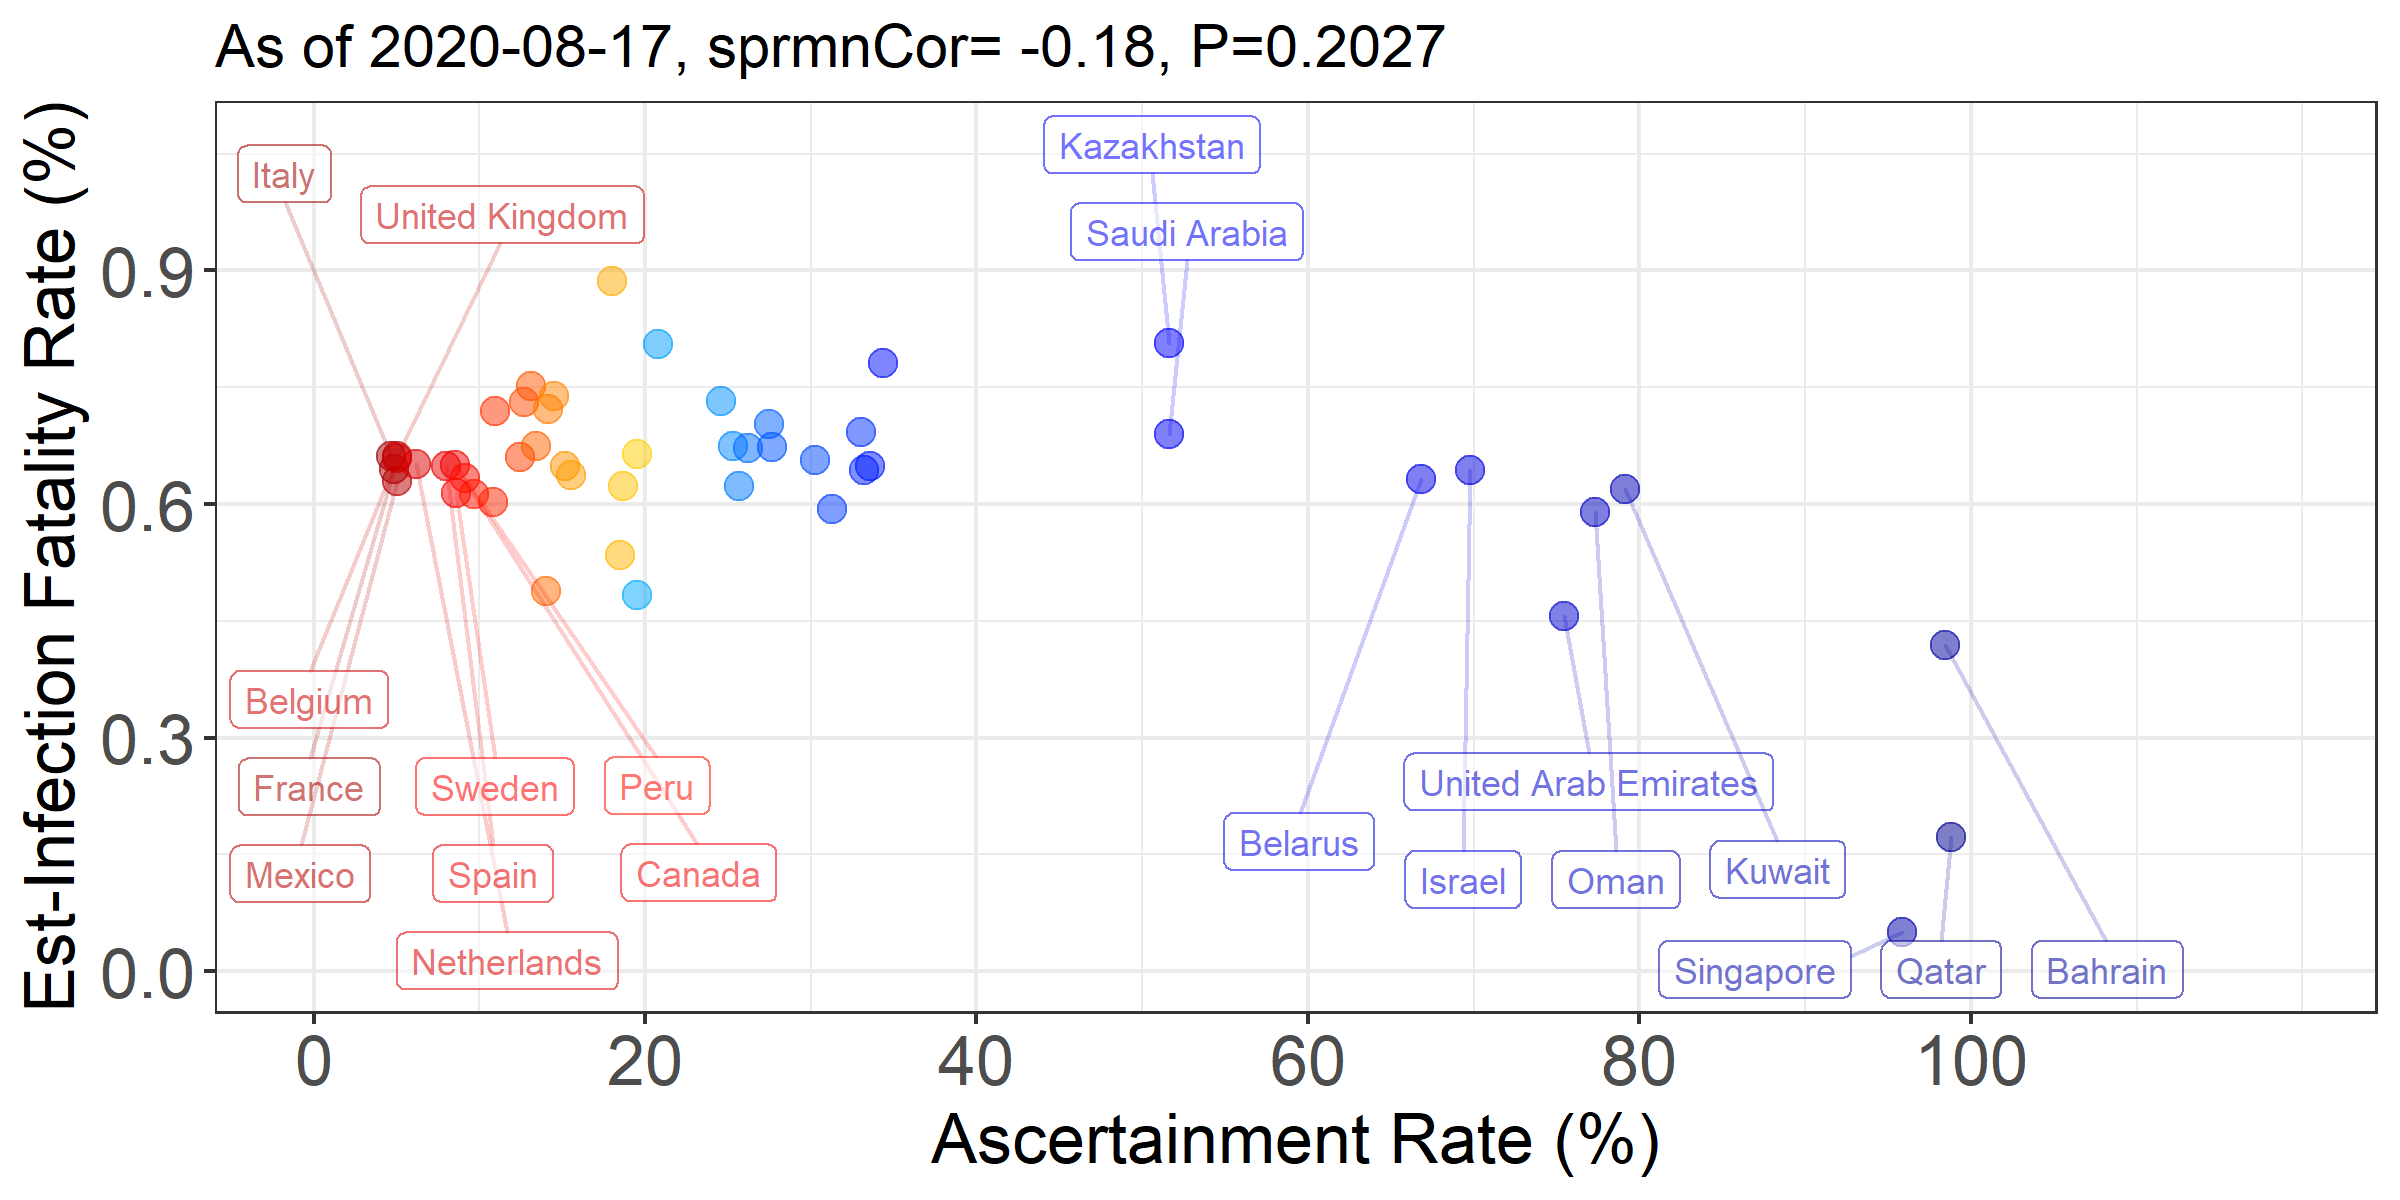 As of 2020-08-17, sprmnCor= -0.18, P=0.2027
Est-Infection Fatality Rate (%)
0.9
0.6
0.3
0.0
Italy
United Kingdom
Kazakhstan
Saudi Arabia
Belgium
France
Sweden
Peru
United Arab Emirates
Belarus
Mexico
Spain
Canada
Israel
Oman
Kuwait
Netherlands
Singapore
Qatar
Bahrain
0
20
40
60
80
100
Ascertainment Rate (%)